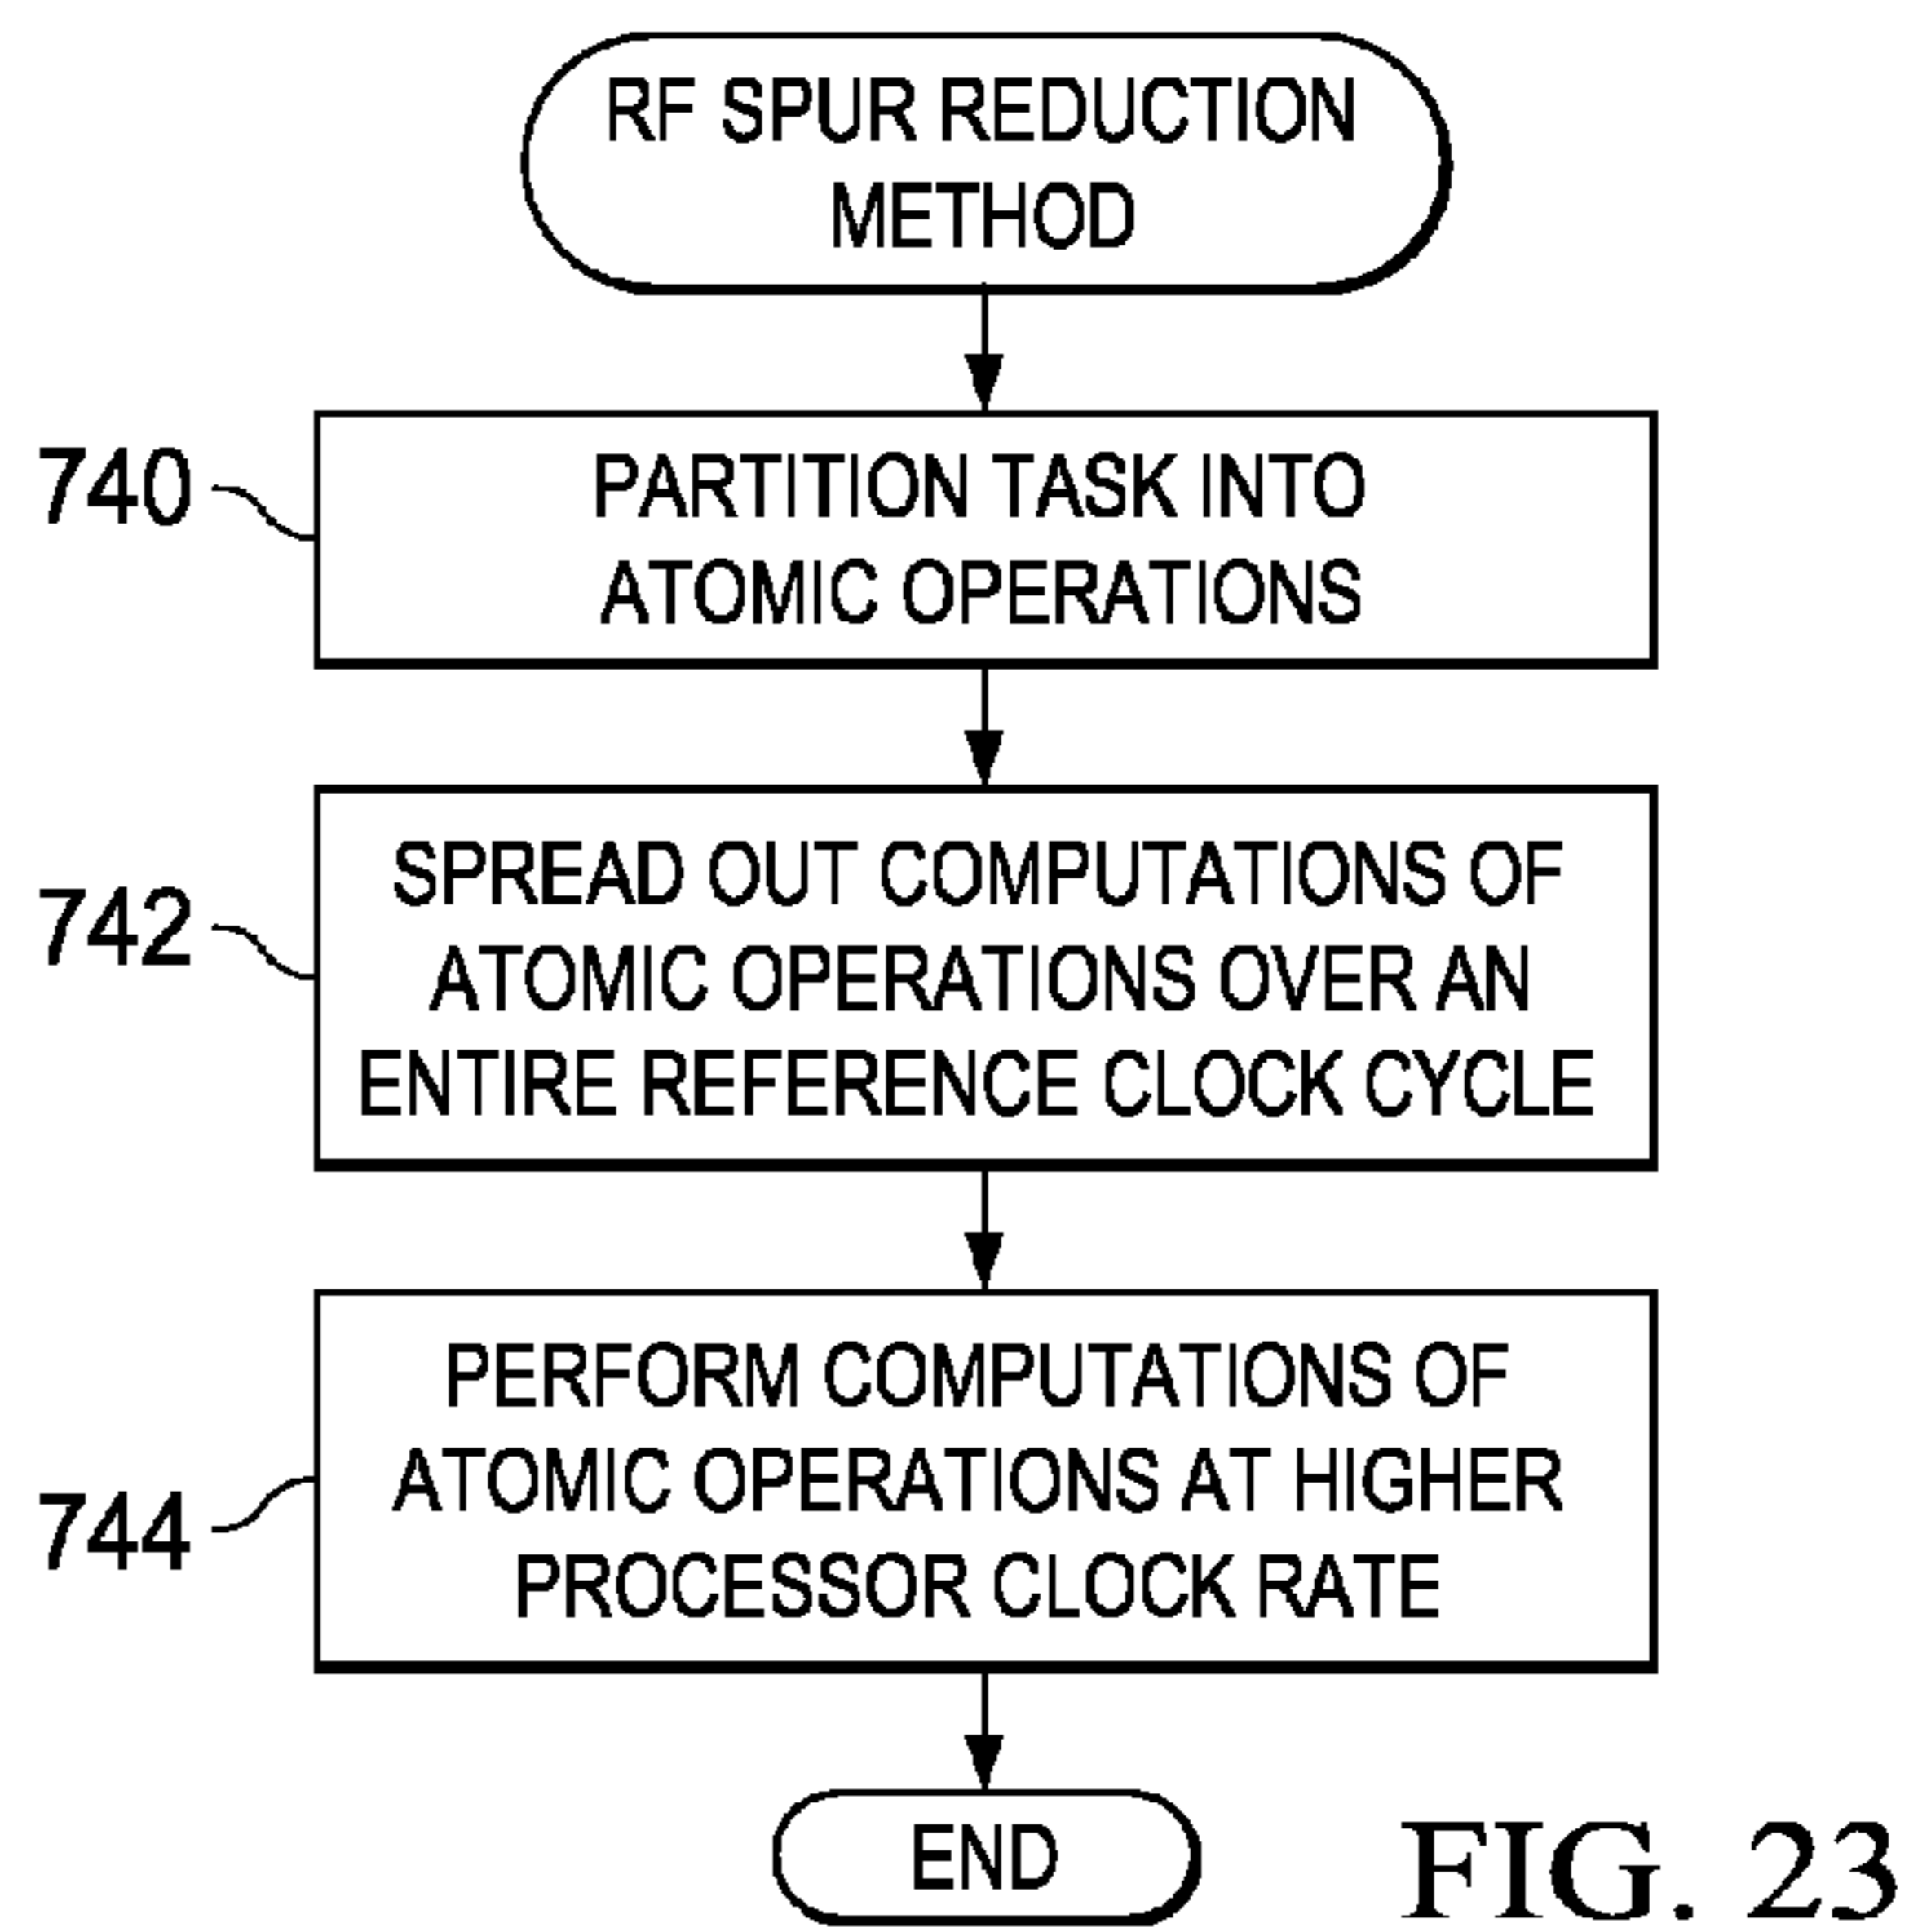 RF SPUR REDUCTION
METHOD
740
PARTITION TASK INTO
ATOMIC OPERATIONS
742
SPREAD OUT COMPUTATIONS OF
ATOMIC OPERATIONS OVER AN
ENTIRE REFERENCE CLOCK CYCLE
744
PERFORM COMPUTATIONS OF
ATOMIC OPERATIONS AT HIGHER
PROCESSOR CLOCK RATE
END
FIG. 23